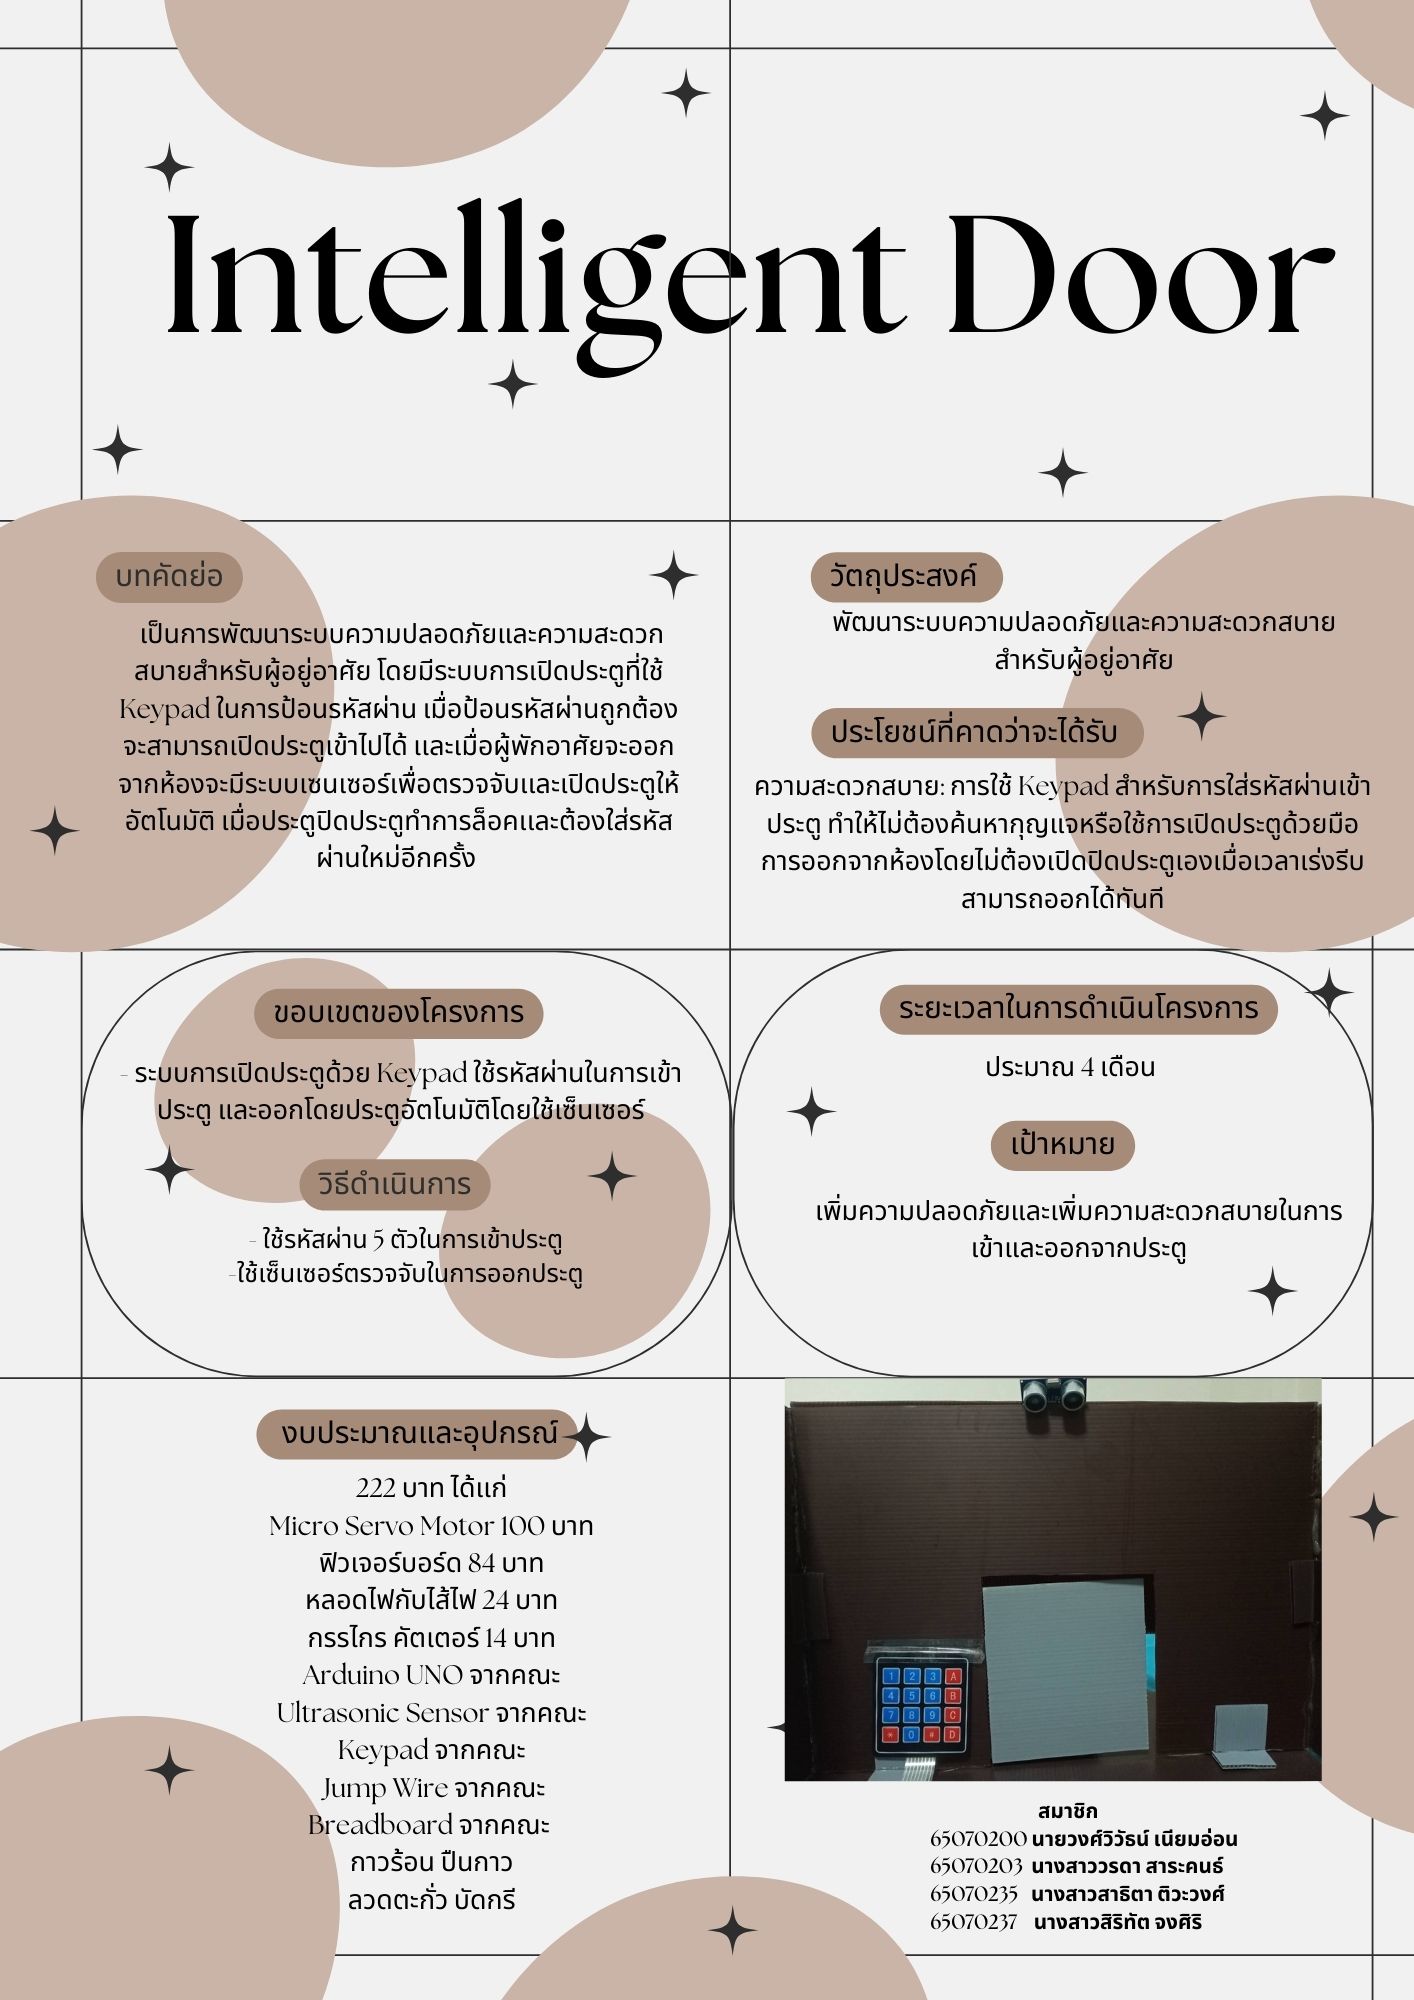 Intelligent Door
บทคัดย่อ
เป็นการพัฒนาระบบความปลอดภัยและความสะดวก
สบายสำหรับผู้อยู่อาศัย โดยมีระบบการเปิดประตูที่ใช้
Keypad ในการป้อนรหัสผ่าน เมื่อป้อนรหัสผ่านถูกต้อง
จะสามารถเปิดประตูเข้าไปได้ และเมื่อผู้พักอาศัยจะออก
จากห้องจะมีระบบเซนเซอร์เพื่อตรวจจับและเปิดประตูให้
อัตโนมัติ เมื่อประตูปิดประตูทำการล็อคและต้องใส่รหัส
ผ่านใหม่อีกครั้ง
วัตถุประสงค์
พัฒนาระบบความปลอดภัยและความสะดวกสบาย
สำหรับผู้อยู่อาศัย
ประโยชน์ที่คาดว่าจะได้รับ
ความสะดวกสบาย: การใช้ Keypad สำหรับการใส่รหัสผ่านเข้า
ประตู ทำให้ไม่ต้องค้นหากุญแจหรือใช้การเปิดประตูด้วยมือ
การออกจากห้องโดยไม่ต้องเปิดปิดประตูเองเมื่อเวลาเร่งรีบ
สามารถออกได้ทันที
ขอบเขตของโครงการ
- ระบบการเปิดประตูด้วย Keypad ใช้รหัสผ่านในการเข้า
ประตู และออกโดยประตูอัตโนมัติโดยใช้เซ็นเซอร์
วิธีดำเนินการ
- ใช้รหัสผ่าน 5 ตัวในการเข้าประตู
-ใช้เซ็นเซอร์ตรวจจับในการออกประตู
ระยะเวลาในการดำเนินโครงการ
ประมาณ 4 เดือน
เป้าหมาย
เพิ่มความปลอดภัยและเพิ่มความสะดวกสบายในการ
เข้าและออกจากประตู
งบประมาณและอุปกรณ์
222 บาท ได้แก่
Micro Servo Motor 100 บาท
ฟิวเจอร์บอร์ด 84 บาท
หลอดไฟกับไส้ไฟ 24 บาท
กรรไกร คัตเตอร์ 14 บาท
Arduino UNO จากคณะ
Ultrasonic Sensor จากคณะ
Keypad จากคณะ
Jump Wire จากคณะ
Breadboard จากคณะ
กาวร้อน ปืนกาว
ลวดตะกั่ว บัดกรี
1 2 3 A
4 5 6 B
7 8 9 C
* 0 # D
สมาชิก
65070200 นายวงศ์วิวัธน์ เนียมอ่อน
65070203 นางสาววรดา สาระคนธ์
65070235 นางสาวสาธิตา ติวะวงศ์
65070237 นางสาวสิริทัต จงศิริ